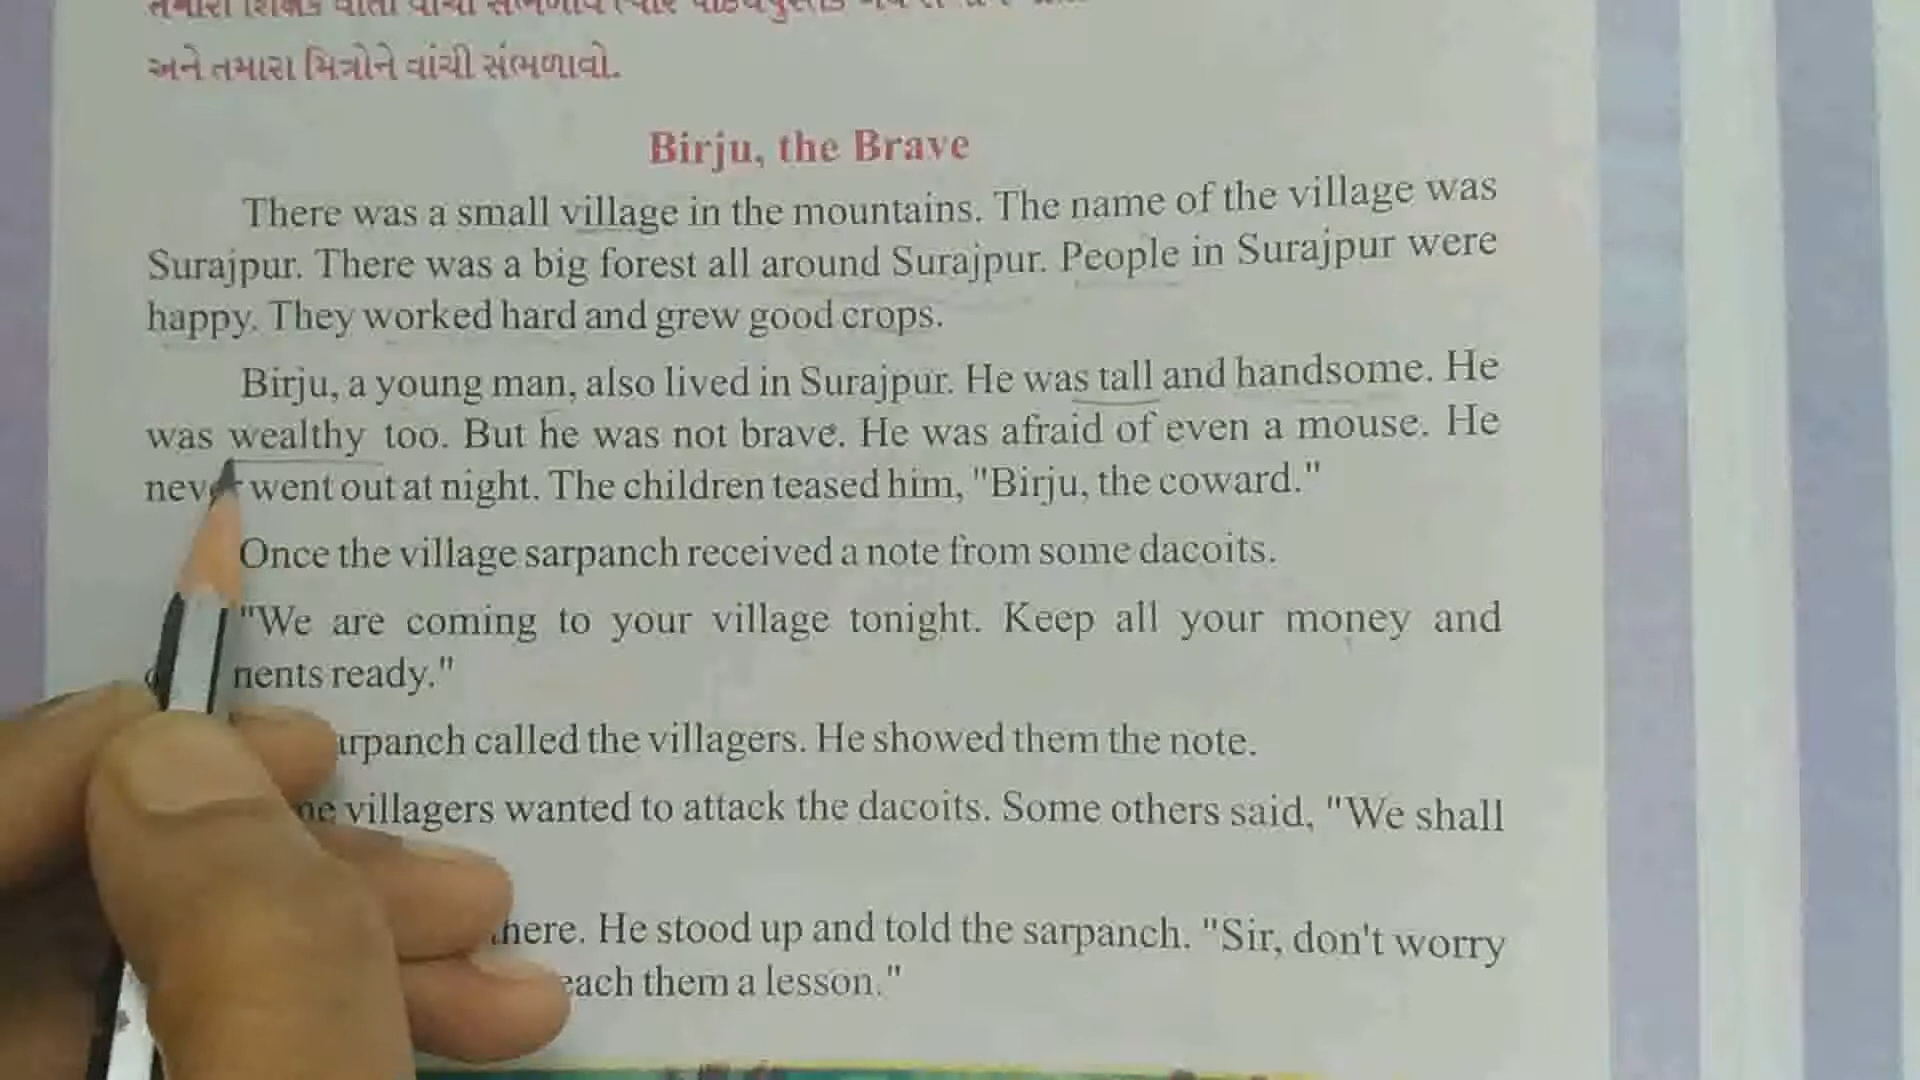 અને તમારા મિત્રોને વાંચી સંભળાવો.
Birju, the Brave
There was a small village in the mountains. The name of the village was
Surajpur. There was a big forest all around Surajpur. People in Surajpur were
happy. They worked hard and grew good crops.
Birju, a young man, also lived in Surajpur. He was tall and handsome. He
was wealthy too. But he was not brave. He was afraid of even a mouse. He
never went out at night. The children teased him, "Birju, the coward."
Once the village sarpanch received a note from some dacoits.
"We are coming to your village tonight. Keep all your money and
ready."
called the villagers. He showed them the note.
villagers wanted to attack the dacoits. Some others said, "We shall
He stood up and told the sarpanch. "Sir, don't worry
them a lesson."